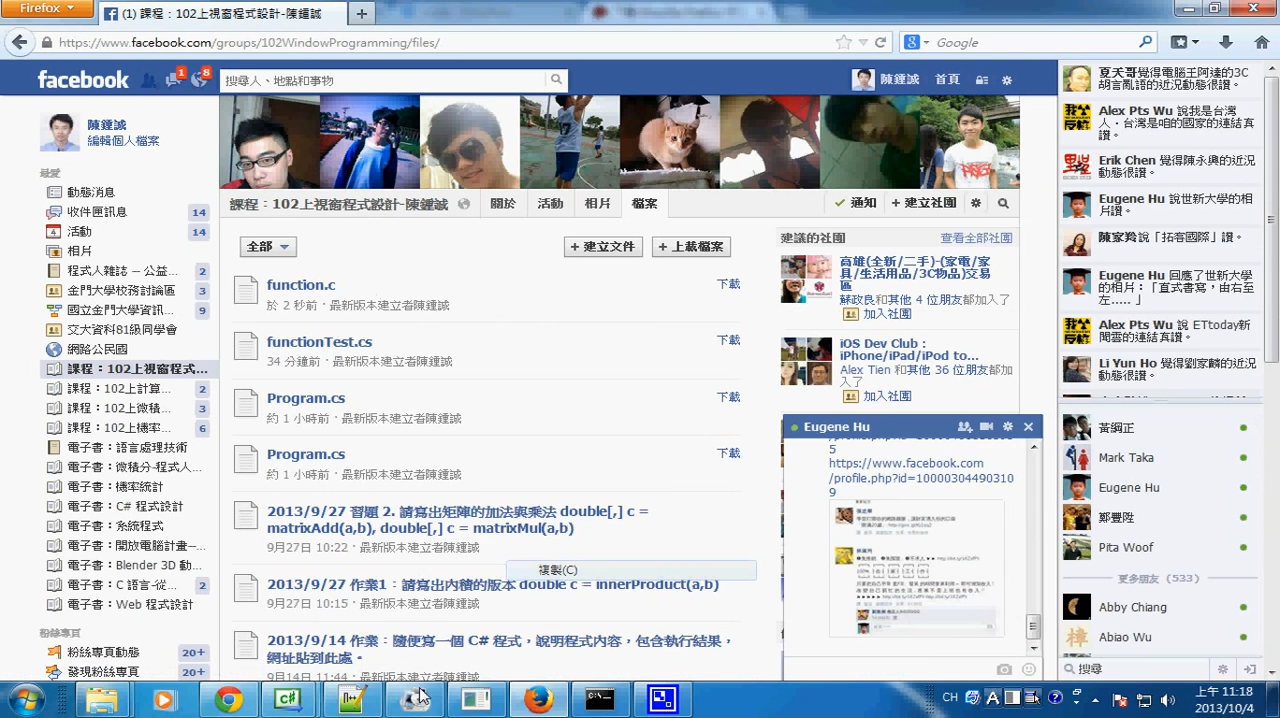 Firefox
(1) 課程：102上視窗程式設計-陳鍾誠
https://www.facebook.com/groups/102WindowProgramming/files/
Google
facebook
1
8
搜尋人、地點和事物
陳鍾誠
首頁
陳鍾誠
編輯個人檔案
最愛
動態消息
收件匣訊息 14
活動 14
相片
程式人雜誌 -- 公益... 2
金門大學校務討論區 3
國立金門大學資訊... 9
交大資科81級同學會
網路公民國
課程：102上視窗程式...
課程：102上計算... 2
課程：102上微積... 3
課程：102上機率... 6
電子書：語言處理技術
電子書：微積分-程式人...
電子書：機率統計
電子書：C# 程式設計
電子書：系統程式
電子書：開放電腦計畫--...
電子書：Blender 3D 動...
電子書：C 語言-... 2
電子書：Web 程式設計
粉絲專頁
粉絲專頁動態 20+
發現粉絲專頁 20+
課程：102上視窗程式設計-陳鍾誠
關於
活動
相片
檔案
通知
+ 建立社團
全部
+ 建立文件
+ 上載檔案
function.c 下載
於 2 秒前 · 最新版本建立者陳鍾誠
functionTest.cs 下載
34 分鐘前 · 最新版本建立者陳鍾誠
Program.cs 下載
約 1 小時前 · 最新版本建立者陳鍾誠
Program.cs 下載
約 1 小時前 · 最新版本建立者陳鍾誠
2013/9/27 習題 2. 請寫出矩陣的加法與乘法 double[,] c =
matrixAdd(a,b), double[,] c = matrixMul(a,b)
9月27日 10:22 · 最新版本建立者陳鍾誠
複製(C)
2013/9/27 作業1：請寫出內積的版本 double c = innerProduct(a,b)
9月27日 10:15 · 最新版本建立者陳鍾誠
2013/9/14 作業、隨便寫一個 C# 程式，說明程式內容，包含執行結果，
網址貼到此處。
9月14日 11:44 · 最新版本建立者陳鍾誠
建議的社團
查看全部社團
高雄(全新/二手)-(家電/家
具/生活用品/3C物品)交易
區
蘇政良和其他 4 位朋友都加入了
加入社團
iOS Dev Club :
iPhone/iPad/iPod to...
Alex Tien 和其他 36 位朋友都加
入了
加入社團
Eugene Hu
5
https://www.facebook.com
/profile.php?id=10000304490310
9
夏天哥覺得電腦王阿達的3C
胡言亂語的近況動態很讚。
Alex Pts Wu 說我是台灣
人．台灣是咱的國家的連結真
讚。
Erik Chen 覺得陳永興的近況
動態很讚。
Eugene Hu 說世新大學的相
片讚。
陳家羚說「拓客國際」讚。
Eugene Hu 回應了世新大學
的相片：「直式書寫，由右至
左.....」
Alex Pts Wu 說 ETtoday新
聞雲的連結真讚。
Li Yun Ho 覺得劉家麟的近況
動態很讚。
黃綱正
Mark Taka
Eugene Hu
鄭豐陞
Pita Woof
更多朋友 (533)
Abby Chiang
Abiao Wu
搜尋
CH
上午 11:18
2013/10/4